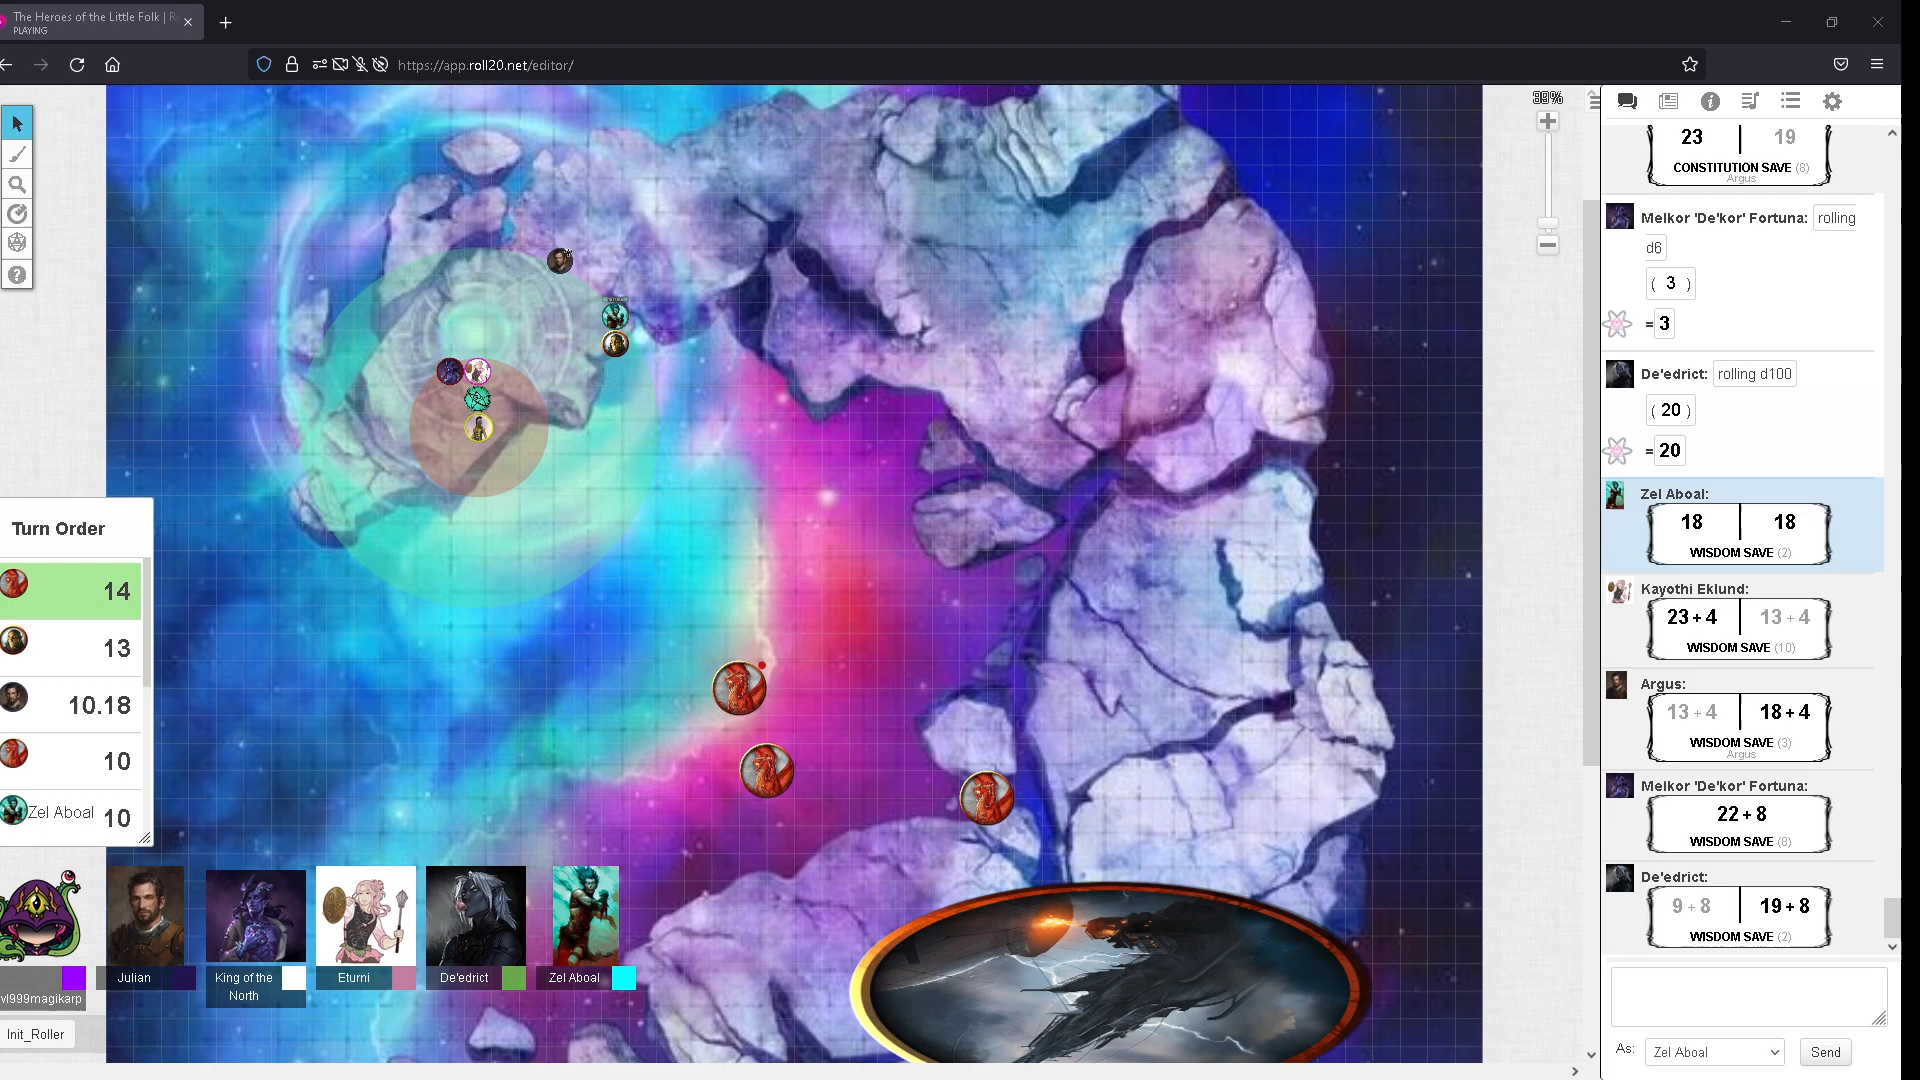 The Heroes of the Little Folk | R
PLAYING
https://app.roll20.net/editor/
39%
23
19
CONSTITUTION SAVE (8)
Argus
Melkor 'De'kor' Fortuna: rolling
d6
( 3 )
=3
De'edrict: rolling d100
( 20 )
=20
Zel Aboal:
18
18
WISDOM SAVE (2)
Kayothi Eklund:
23 + 4
13 + 4
WISDOM SAVE (10)
Argus:
13 + 4
18 + 4
WISDOM SAVE (3)
Argus
Melkor 'De'kor' Fortuna:
22 + 8
WISDOM SAVE (8)
De'edrict:
9 + 8
19 + 8
WISDOM SAVE (2)
As:
Zel Aboal
Send
Turn Order
14
13
10.18
10
Zel Aboal
10
vl999magikarp
Julian
King of the
North
Eturni
De'edrict
Zel Aboal
Init_Roller